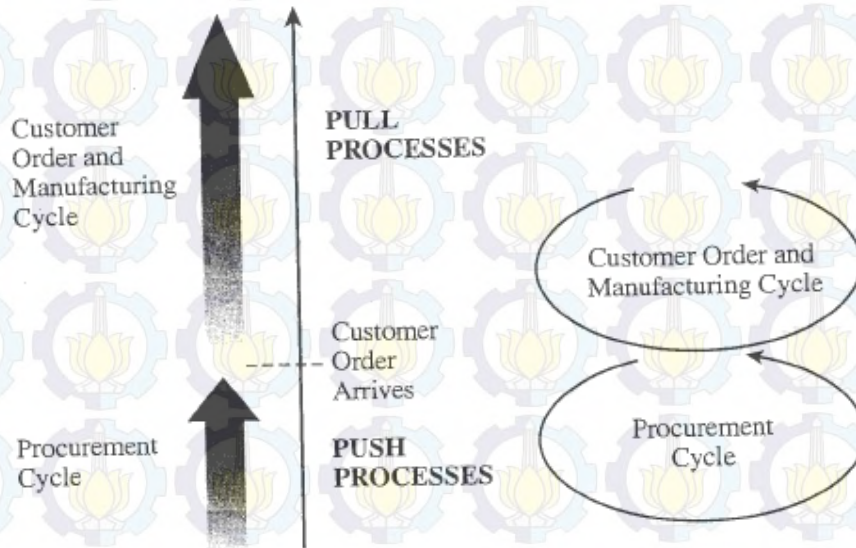 Customer
Order and
Manufacturing
Cycle
PULL
PROCESSES
Customer Order and
Manufacturing Cycle
Customer
Order
Arrives
Procurement
Cycle
PUSH
PROCESSES
Procurement
Cycle